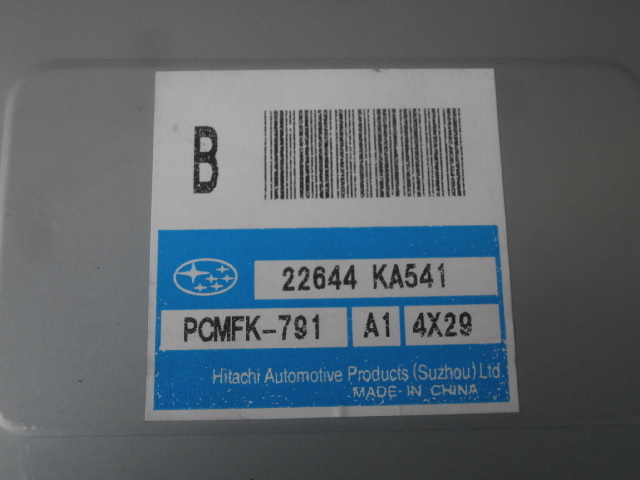 B
22644 KA541
PCMFK-791 A1 4X29
Hitachi Automotive Products (Suzhou) Ltd.
MADE IN CHINA